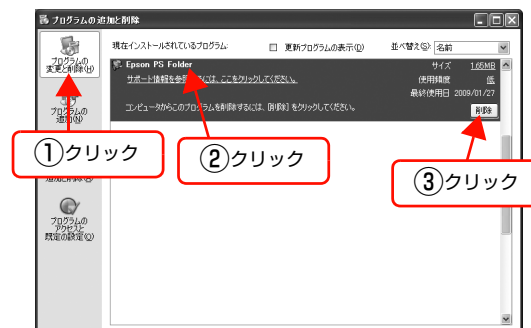 プログラムの追加と削除
現在インストールされているプログラム:
更新プログラムの表示(D)
並べ替え(S):
名前
プログラムの
変更と削除(H)
Epson PS Folder
サイズ
1.65MB
サポート情報を参照するには、ここをクリックしてください。
使用頻度
低
最終使用日
2009/01/27
コンピュータからこのプログラムを削除するには、[削除] をクリックしてください。
削除
プログラムの
追加(N)
①クリック
②クリック
③クリック
プログラムの
アクセスと
既定の設定(O)